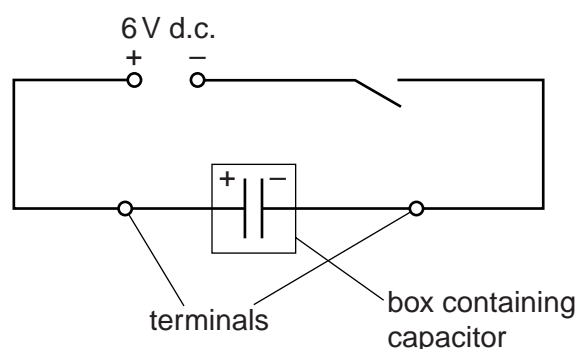 6 V d.c.
+ –
+ –
terminals
box containing
capacitor